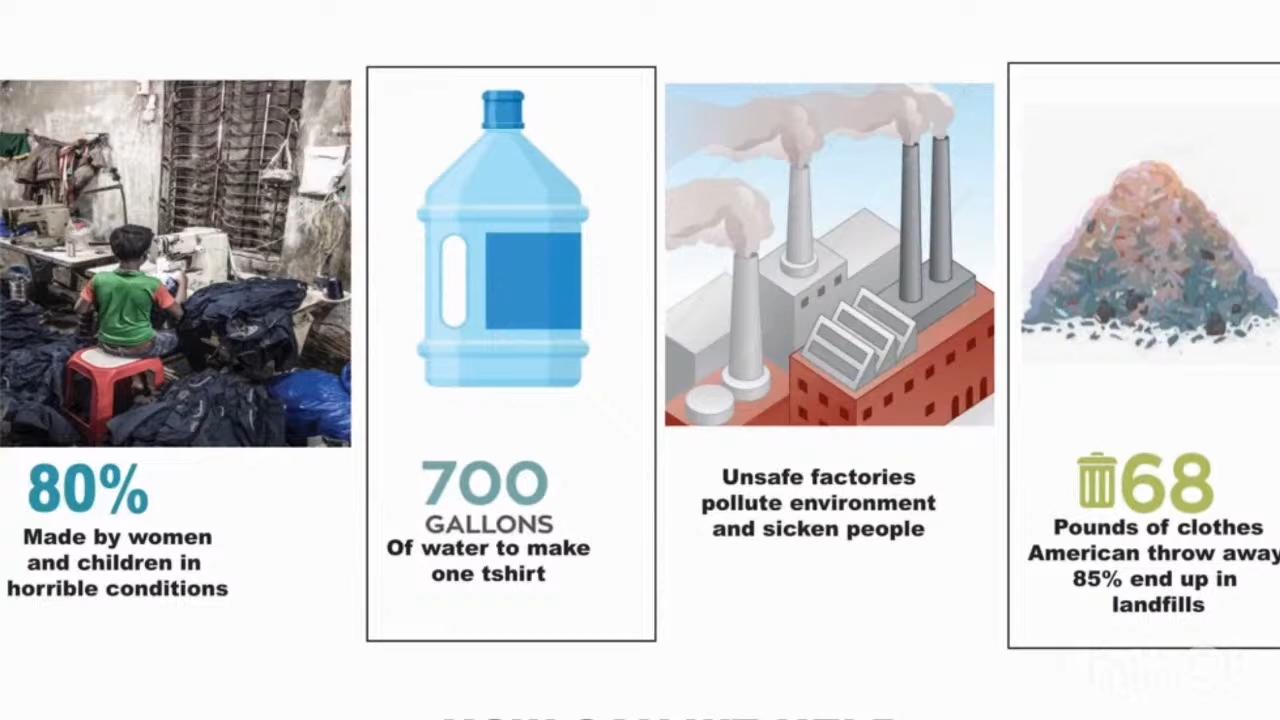 80%
Made by women
and children in
horrible conditions
700
GALLONS
Of water to make
one tshirt
Unsafe factories
pollute environment
and sicken people
68
Pounds of clothes
American throw away
85% end up in
landfills